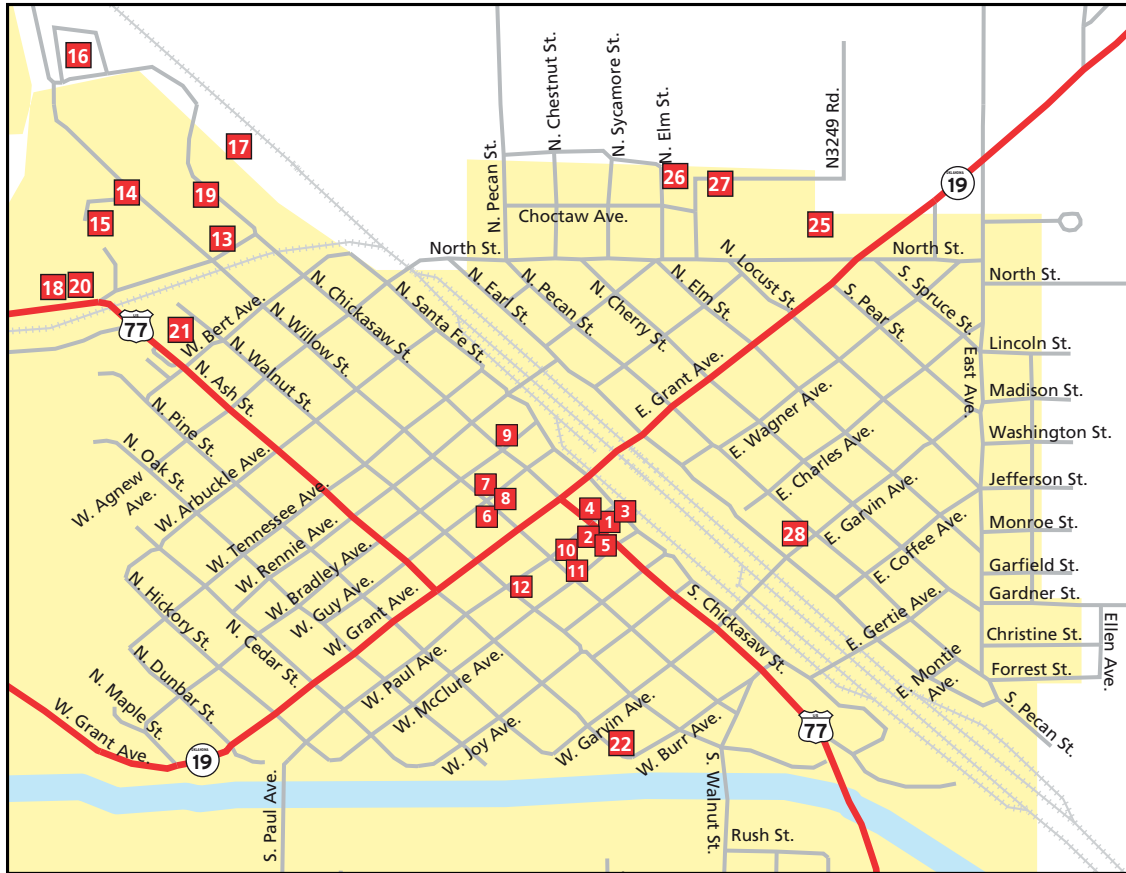 16
17
14
19
15
13
18
20
21
N. Pecan St.
N. Chestnut St.
N. Sycamore St.
N. Elm St.
N3249 Rd.
26
27
25
OKLAHOMA
19
Choctaw Ave.
North St.
North St.
North St.
US
77
W. Bert Ave.
N. Chickasaw St.
N. Willow St.
N. Walnut St.
N. Ash St.
N. Santa Fe St.
N. Earl St.
N. Pecan St.
N. Cherry St.
N. Elm St.
N. Locust St.
S. Pear St.
S. Spruce St.
East Ave.
Lincoln St.
Madison St.
Washington St.
Jefferson St.
Monroe St.
Garfield St.
Gardner St.
Christine St.
Forrest St.
Ellen Ave.
N. Pine St.
N. Oak St.
W. Agnew
Ave.
W. Arbuckle Ave.
W. Tennessee Ave.
W. Rennie Ave.
W. Bradley Ave.
W. Guy Ave.
W. Grant Ave.
E. Grant Ave.
E. Wagner Ave.
E. Charles Ave.
E. Garvin Ave.
E. Coffee Ave.
E. Gertie Ave.
E. Montie
Ave.
S. Pecan St.
9
7
8
6
4
3
1
2
5
10
11
12
28
22
N. Hickory St.
N. Cedar St.
N. Dunbar St.
N. Maple St.
W. Grant Ave.
OKLAHOMA
19
W. Paul Ave.
W. McClure Ave.
W. Joy Ave.
W. Garvin Ave.
W. Burr Ave.
S. Chickasaw St.
US
77
S. Paul Ave.
S. Walnut St.
Rush St.